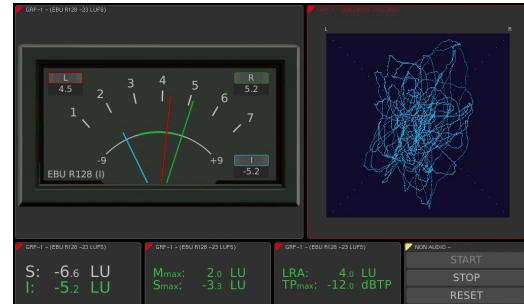 GRF-1 - (EBU R128 -23 LUFS)
L
4.5
R
5.2
1 2 3 4 5 6 7
-9
+9
I
-5.2
EBU R128 (I)
L
R
GRF-1 - (EBU R128 -23 LUFS)
S: -6.6 LU
I: -5.2 LU
GRF-1 - (EBU R128 -23 LUFS)
Mmax: 2.0 LU
Smax: -3.3 LU
GRF-1 - (EBU R128 -23 LUFS)
LRA: 4.0 LU
TPmax: -12.0 dBTP
NON AUDIO -
START
STOP
RESET